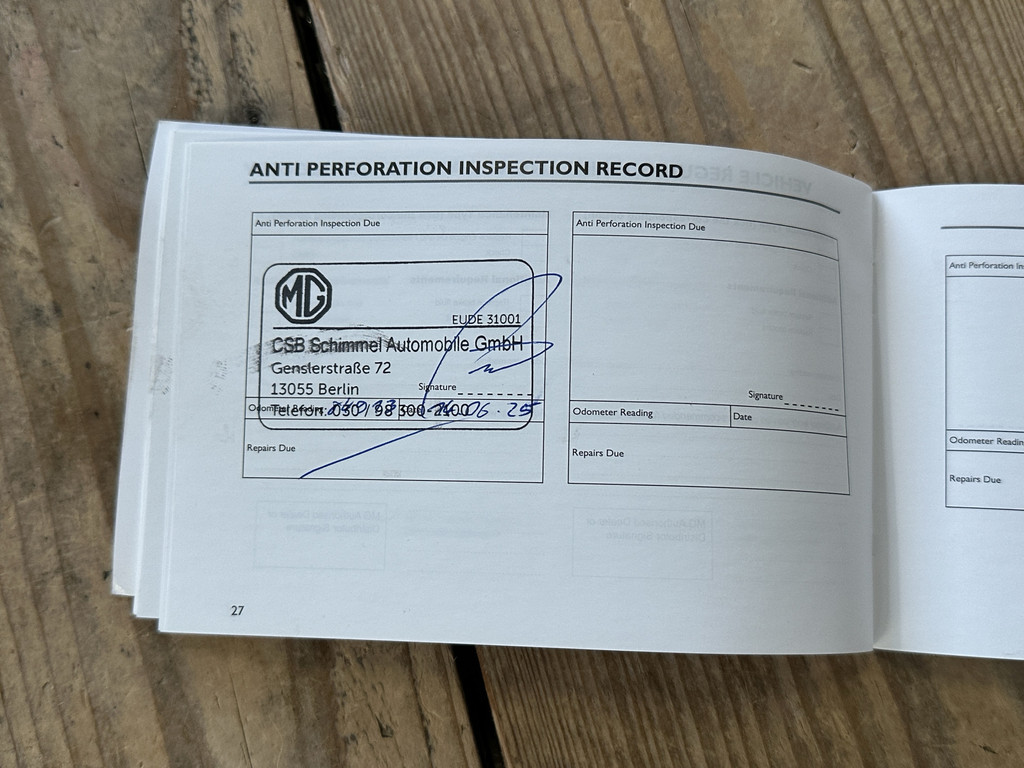 ANTI PERFORATION INSPECTION RECORD
Anti Perforation Inspection Due
MG
EUDE 31001
CSB Schimmel Automobile GmbH
Genslerstraße 72
13055 Berlin
Signature
Odometer Reading
Telefon: 030 / 98 300-2400
06.25
Repairs Due
Anti Perforation Inspection Due
Signature
Odometer Reading
Date
Repairs Due
27
Anti Perforation
Odometer
Repairs Due